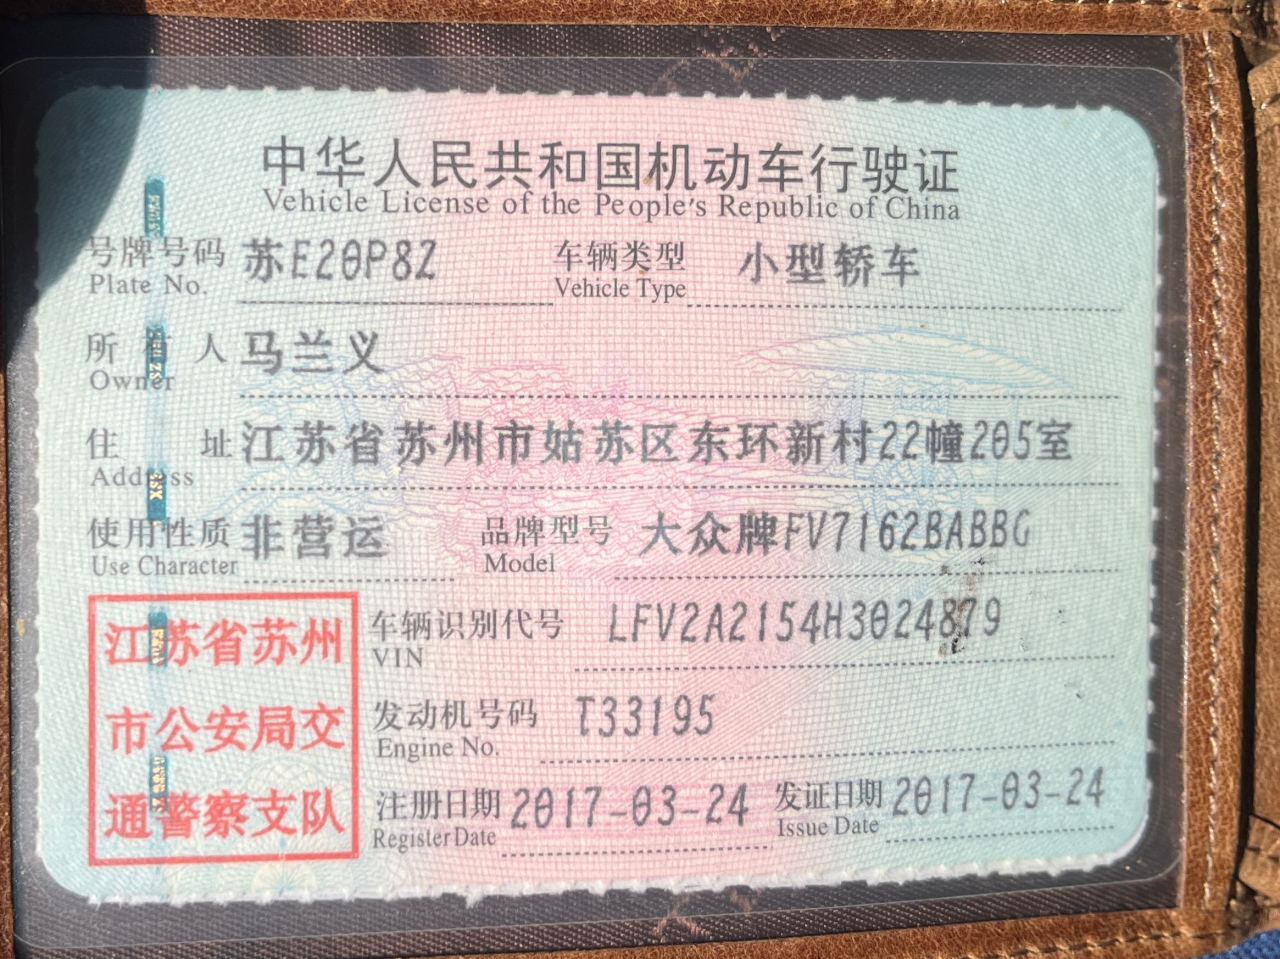 中华人民共和国机动车行驶证
Vehicle License of the People's Republic of China
号牌号码 苏E20P8Z 车辆类型 小型轿车
Plate No. Vehicle Type
所有人 马兰义
Owner
住址 江苏省苏州市姑苏区东环新村22幢205室
Address
使用性质 非营运 品牌型号 大众牌FV7162BABBG
Use Character Model
江苏省苏州
市公安局交
通警察支队
车辆识别代号 LFV2A2154H3024879
VIN
发动机号码 T33195
Engine No.
注册日期 2017-03-24 发证日期 2017-03-24
Register Date Issue Date